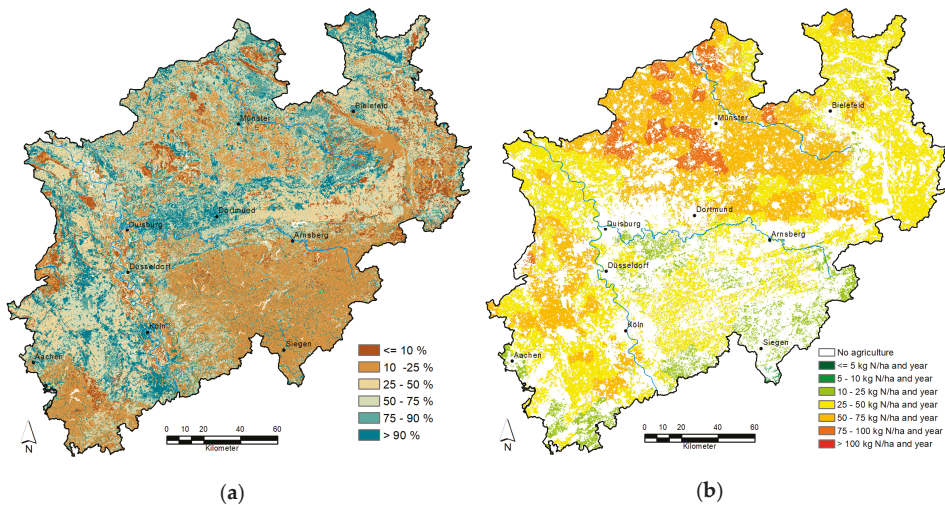 Münster
Bielefeld
Dortmund
Duisburg
Arnsberg
Düsseldorf
Köln
Siegen
Aachen
<= 10 %
10 -25 %
25 - 50 %
50 - 75 %
75 - 90 %
> 90 %
N
0 10 20 40 60
Kilometer
(a)
Münster
Bielefeld
Dortmund
Duisburg
Arnsberg
Düsseldorf
Köln
Siegen
Aachen
No agriculture
<= 5 kg N/ha and year
5 - 10 kg N/ha and year
10 - 25 kg N/ha and year
25 - 50 kg N/ha and year
50 - 75 kg N/ha and year
75 - 100 kg N/ha and year
> 100 kg N/ha and year
N
0 10 20 40 60
Kilometer
(b)